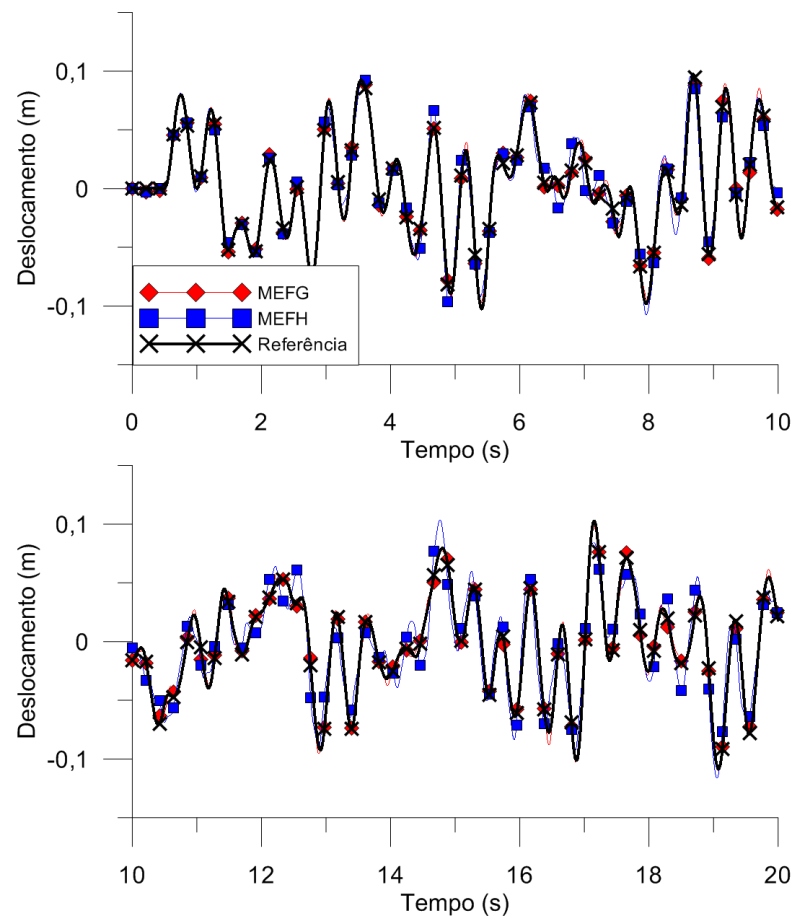 0,1
0
-0,1
Deslocamento (m)
MEFG
MEFH
Referência
0 2 4 6 8 10
Tempo (s)
0,1
0
-0,1
Deslocamento (m)
10 12 14 16 18 20
Tempo (s)